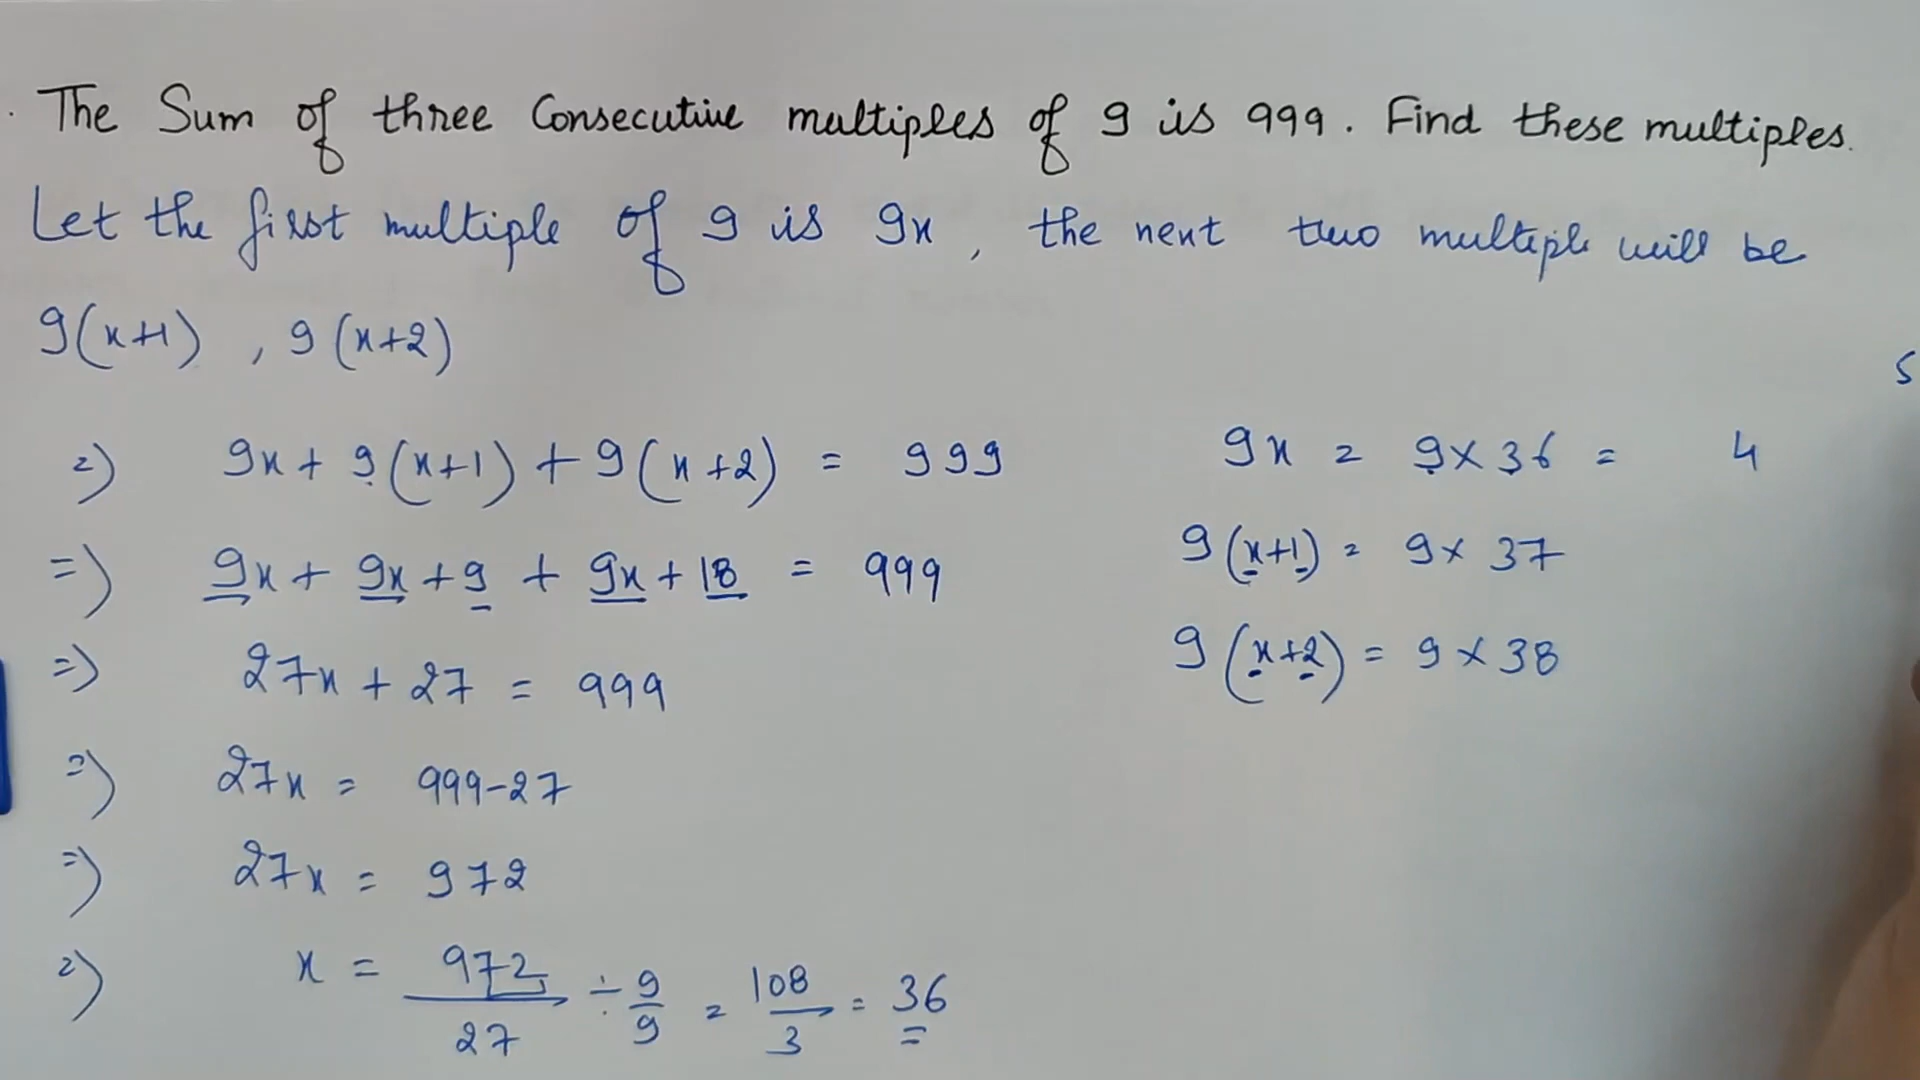 The Sum of three Consecutive multiples of 9 is 999. Find these multiples.
Let the first multiple of 9 is 9x, the next two multiple will be
9(x+1), 9(x+2)
=) 9x + 9(x+1) + 9(x+2) = 999
=) 9x + 9x + 9 + 9x + 18 = 999
=) 27x + 27 = 999
=) 27x = 999-27
=) 27x = 972
=) x = 972/27 ÷ 9/9 = 108/3 = 36
5
9x = 9×36 = 4
9(x+1) = 9× 37
9(x+2) = 9 × 38